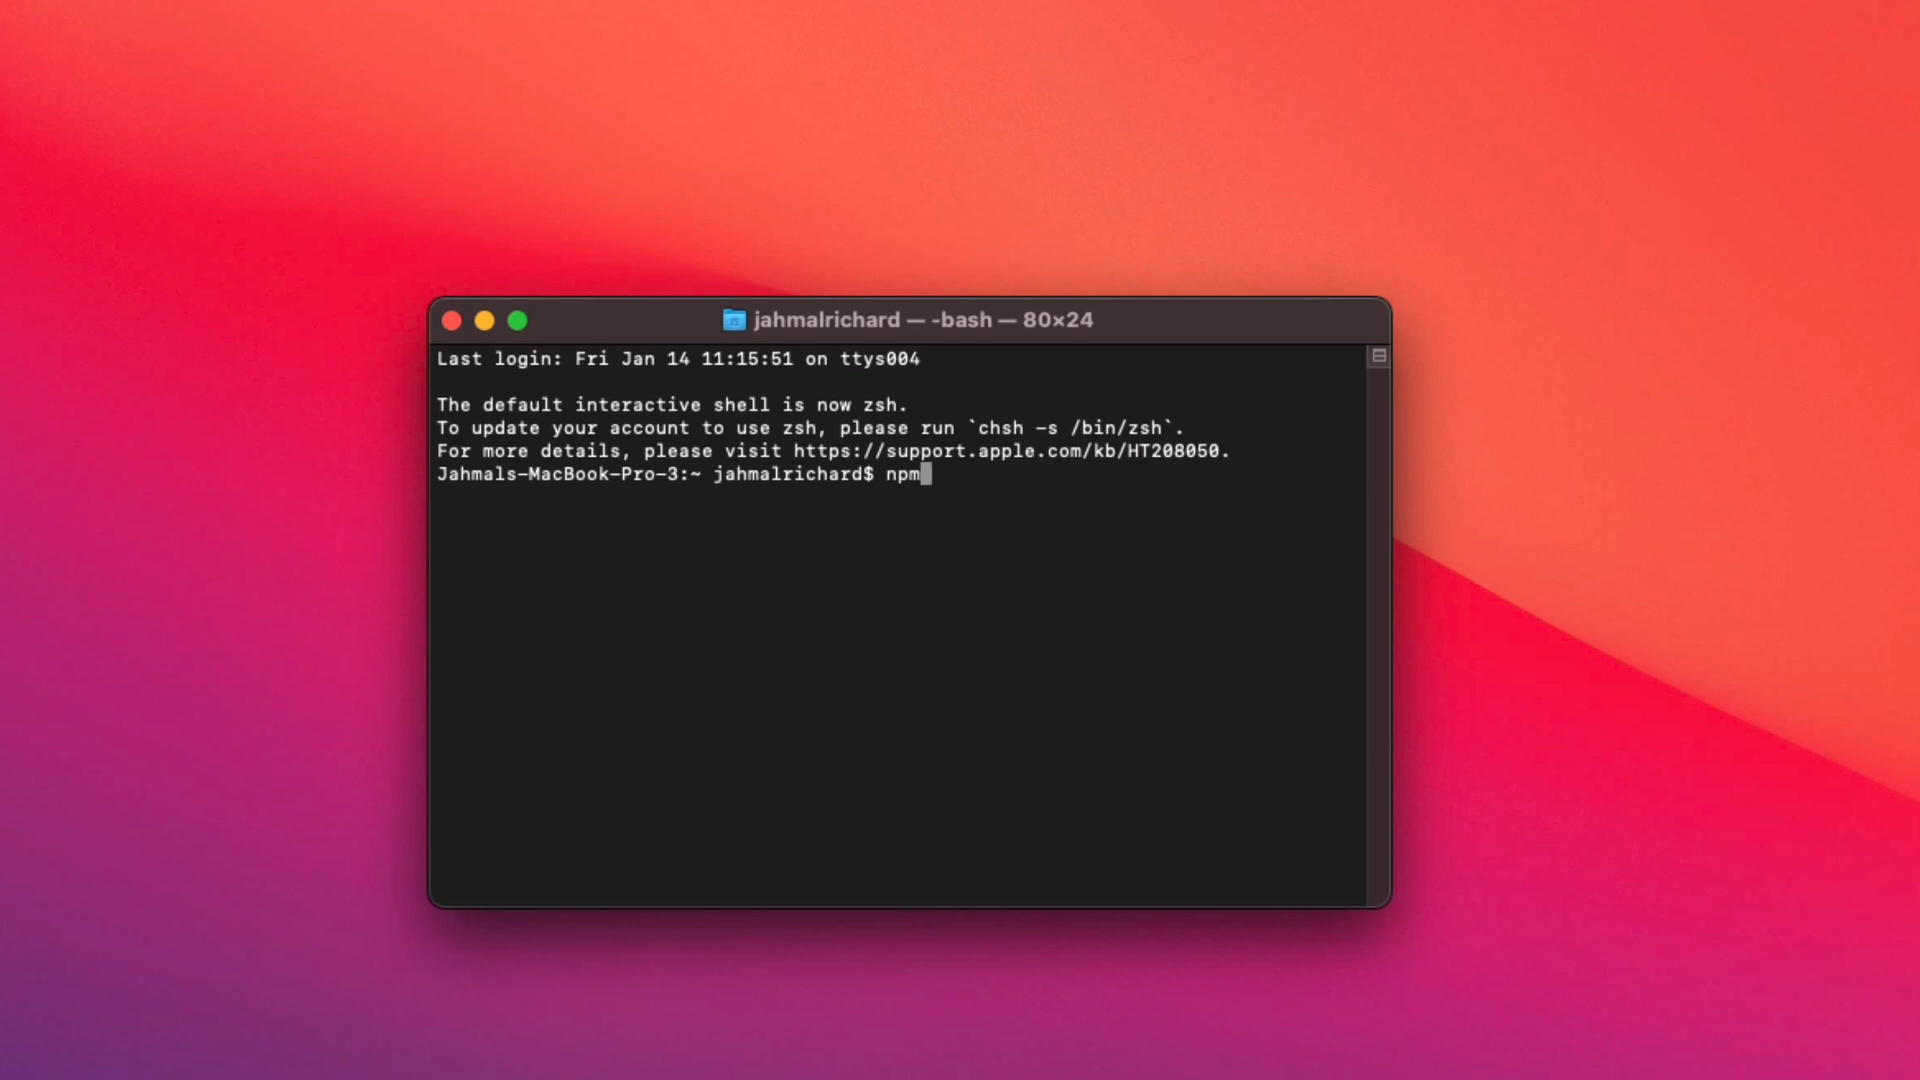 jahmalrichard — -bash — 80×24
Last login: Fri Jan 14 11:15:51 on ttys004
The default interactive shell is now zsh.
To update your account to use zsh, please run `chsh -s /bin/zsh`.
For more details, please visit https://support.apple.com/kb/HT208050.
Jahmals-MacBook-Pro-3:~ jahmalrichard$ npm